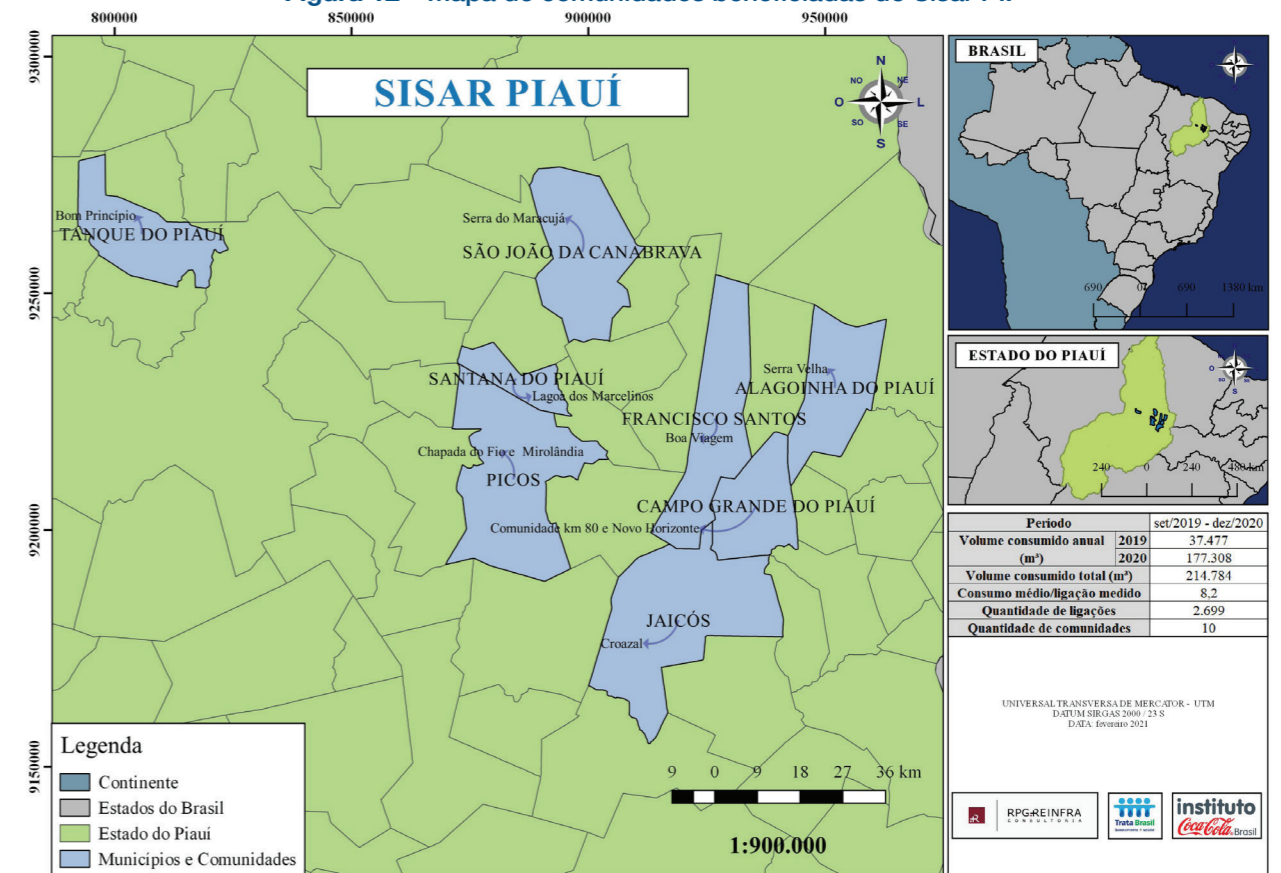 800000
850000
900000
950000
9300000
9250000
9200000
9150000
SISAR PIAUÍ
N
NO
NE
O
L
SO
SE
S
Bom Princípio
TANQUE DO PIAUÍ
Serra do Maracujá
SÃO JOÃO DA CANABRAVA
SANTANA DO PIAUÍ
Lagoa dos Marcelinos
Serra Velha
ALAGOINHA DO PIAUÍ
FRANCISCO SANTOS
Boa Viagem
Chapada do Fio e Mirolândia
PICOS
CAMPO GRANDE DO PIAUÍ
Comunidade km 80 e Novo Horizonte
JAICÓS
Croazal
Legenda
Continente
Estados do Brasil
Estado do Piauí
Municípios e Comunidades
9 0 9 18 27 36 km
1:900.000
BRASIL
690 0 690 1380 km
ESTADO DO PIAUÍ
240 0 240 480 km
Periodo set/2019 - dez/2020
Volume consumido anual 2019 37.477
(m³) 2020 177.308
Volume consumido total (m³) 214.784
Consumo médio/ligação medido 8,2
Quantidade de ligações 2.699
Quantidade de comunidades 10
UNIVERSAL TRANSVERSA DE MERCATOR - UTM
DATUM SIRGAS 2000 / 23 S
DATA: fevereiro 2021
RPG REINFRA
CONSULTORIA
Trata Brasil
instituto
Coca-Cola Brasil